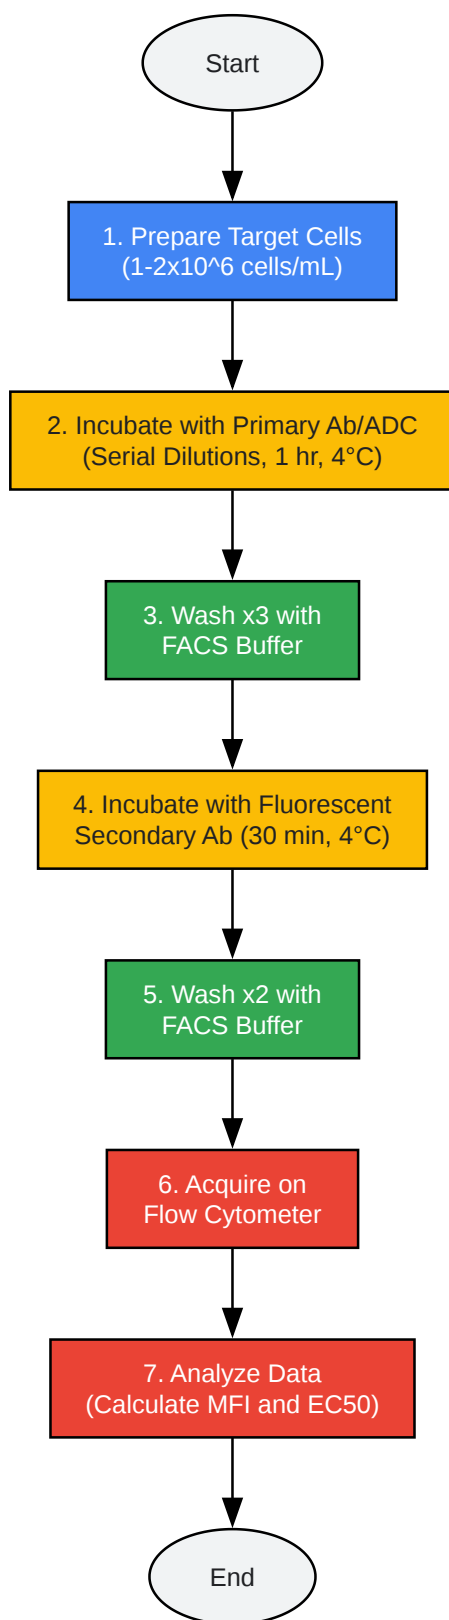 Start
1. Prepare Target Cells
(1-2x10^6 cells/mL)
2. Incubate with Primary Ab/ADC
(Serial Dilutions, 1 hr, 4°C)
3. Wash x3 with
FACS Buffer
4. Incubate with Fluorescent
Secondary Ab (30 min, 4°C)
5. Wash x2 with
FACS Buffer
6. Acquire on
Flow Cytometer
7. Analyze Data
(Calculate MFI and EC50)
End